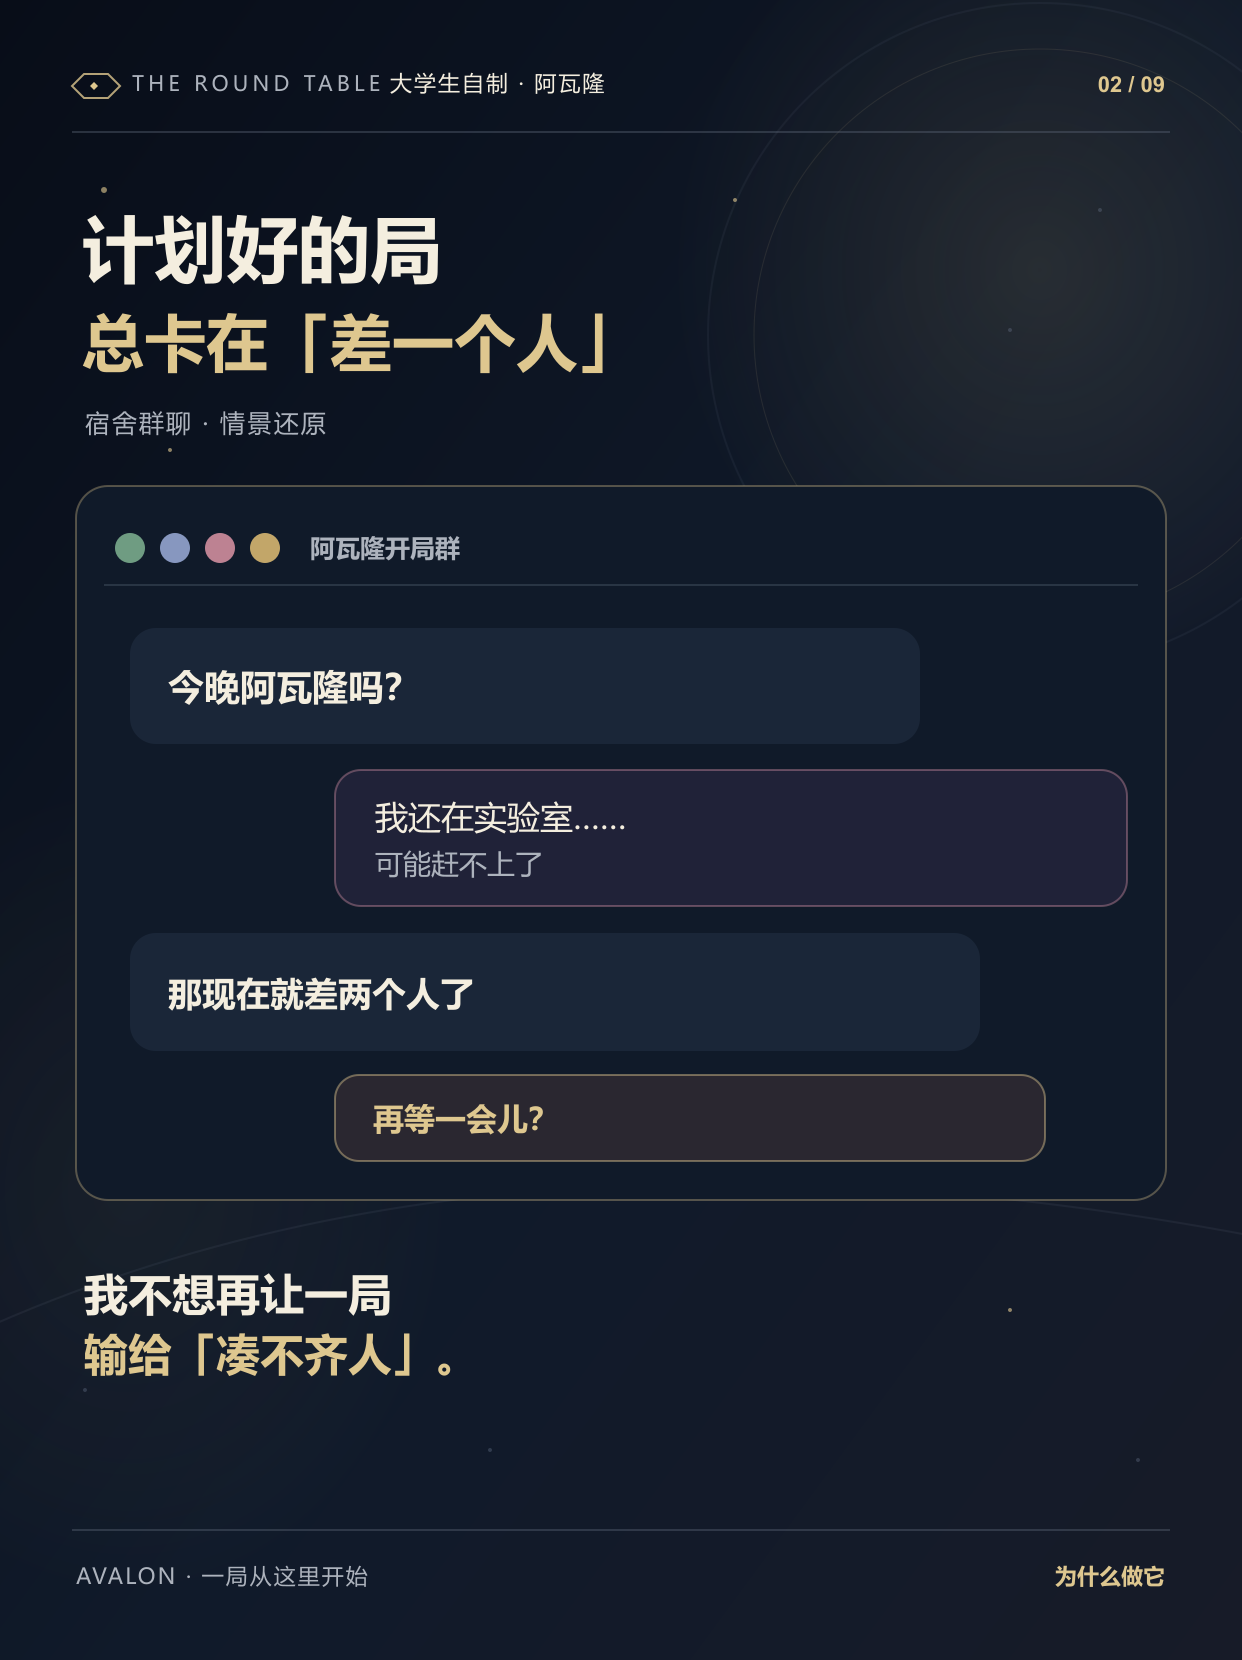 THE ROUND TABLE 大学生自制 · 阿瓦隆
02 / 09
计划好的局
总卡在「差一个人」
宿舍群聊 · 情景还原
阿瓦隆开局群
今晚阿瓦隆吗？
我还在实验室……
可能赶不上了
那现在就差两个人了
再等一会儿？
我不想再让一局
输给「凑不齐人」。
AVALON · 一局从这里开始
为什么做它